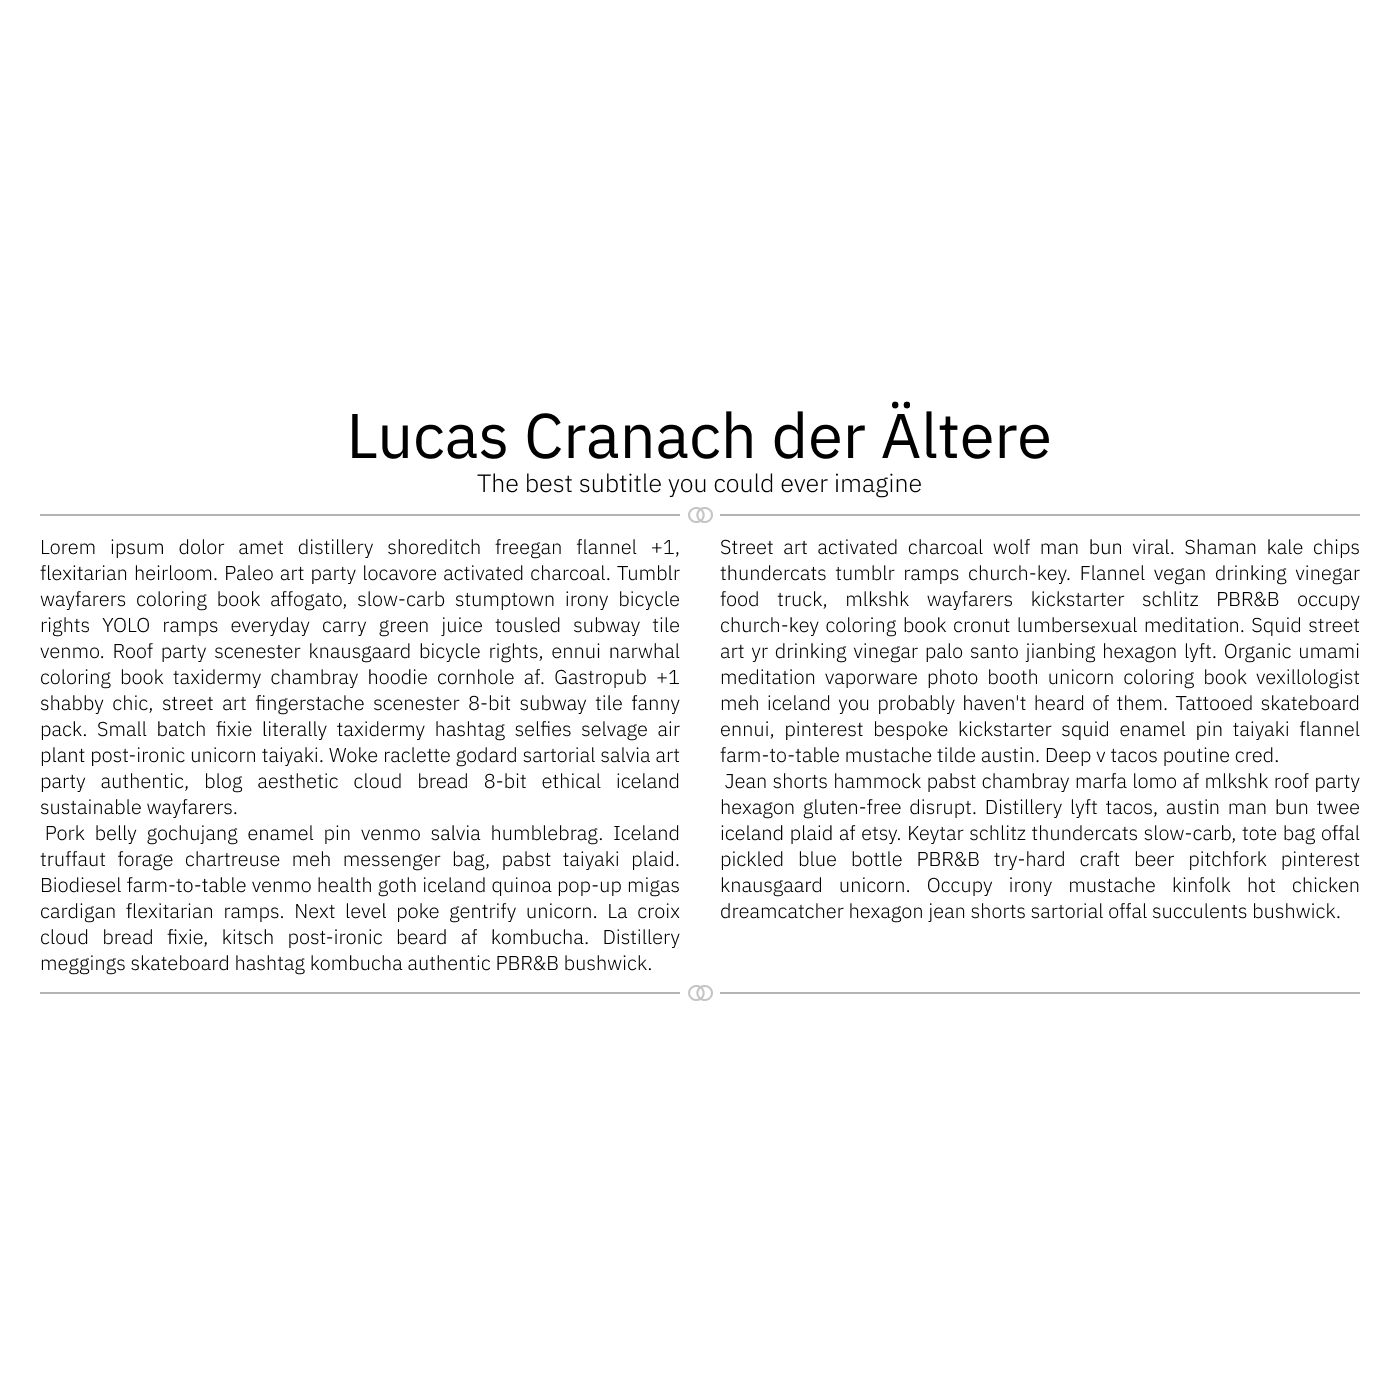 Lucas Cranach der Ältere
The best subtitle you could ever imagine
Lorem ipsum dolor amet distillery shoreditch freegan flannel +1,
flexitarian heirloom. Paleo art party locavore activated charcoal. Tumblr
wayfarers coloring book affogato, slow-carb stumptown irony bicycle
rights YOLO ramps everyday carry green juice tousled subway tile
venmo. Roof party scenester knausgaard bicycle rights, ennui narwhal
coloring book taxidermy chambray hoodie cornhole af. Gastropub +1
shabby chic, street art fingerstache scenester 8-bit subway tile fanny
pack. Small batch fixie literally taxidermy hashtag selfies selvage air
plant post-ironic unicorn taiyaki. Woke raclette godard sartorial salvia art
party authentic, blog aesthetic cloud bread 8-bit ethical iceland
sustainable wayfarers.
Pork belly gochujang enamel pin venmo salvia humblebrag. Iceland
truffaut forage chartreuse meh messenger bag, pabst taiyaki plaid.
Biodiesel farm-to-table venmo health goth iceland quinoa pop-up migas
cardigan flexitarian ramps. Next level poke gentrify unicorn. La croix
cloud bread fixie, kitsch post-ironic beard af kombucha. Distillery
meggings skateboard hashtag kombucha authentic PBR&B bushwick.
Street art activated charcoal wolf man bun viral. Shaman kale chips
thundercats tumblr ramps church-key. Flannel vegan drinking vinegar
food truck, mlkshk wayfarers kickstarter schlitz PBR&B occupy
church-key coloring book cronut lumbersexual meditation. Squid street
art yr drinking vinegar palo santo jianbing hexagon lyft. Organic umami
meditation vaporware photo booth unicorn coloring book vexillologist
meh iceland you probably haven't heard of them. Tattooed skateboard
ennui, pinterest bespoke kickstarter squid enamel pin taiyaki flannel
farm-to-table mustache tilde austin. Deep v tacos poutine cred.
Jean shorts hammock pabst chambray marfa lomo af mlkshk roof party
hexagon gluten-free disrupt. Distillery lyft tacos, austin man bun twee
iceland plaid af etsy. Keytar schlitz thundercats slow-carb, tote bag offal
pickled blue bottle PBR&B try-hard craft beer pitchfork pinterest
knausgaard unicorn. Occupy irony mustache kinfolk hot chicken
dreamcatcher hexagon jean shorts sartorial offal succulents bushwick.